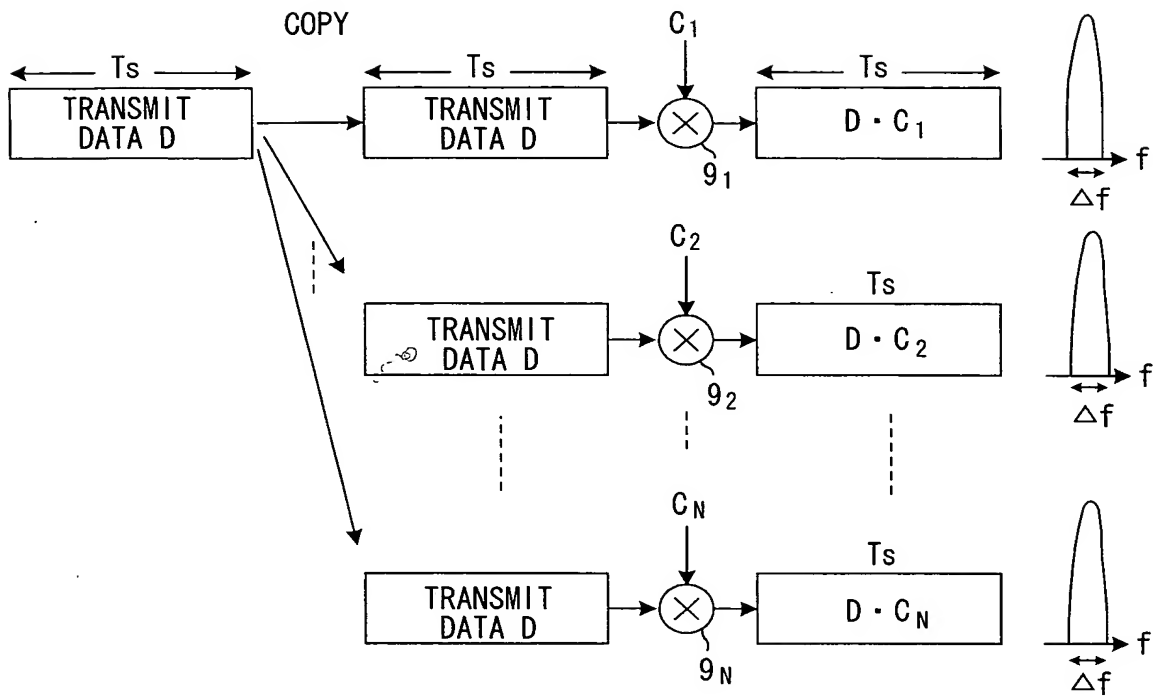 COPY
C1
Ts
Ts
Ts
TRANSMIT
DATA D
TRANSMIT
DATA D
D・C1
91
f
Δf
C2
Ts
TRANSMIT
DATA D
D・C2
92
f
Δf
CN
Ts
TRANSMIT
DATA D
D・CN
9N
f
Δf